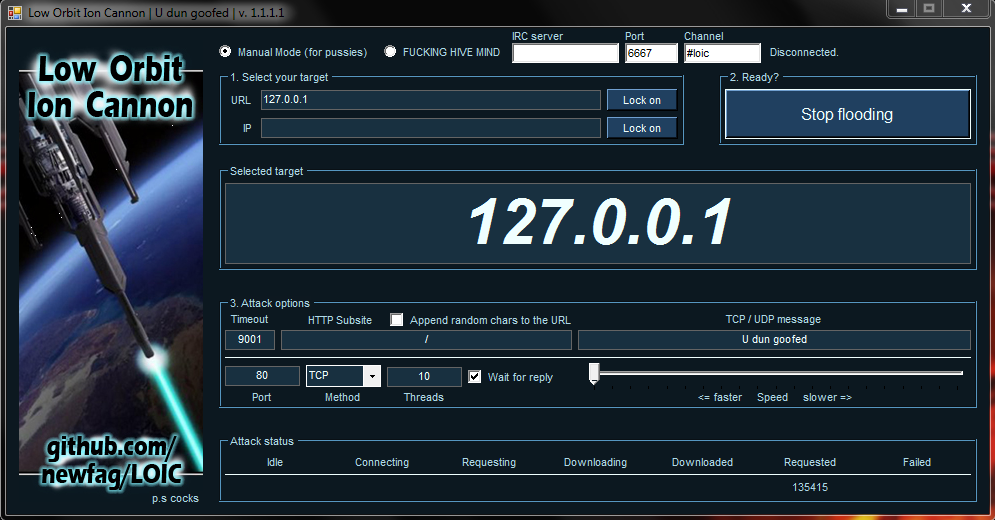 Low Orbit Ion Cannon | U dun goofed | v. 1.1.1.1
Low Orbit
Ion Cannon
Manual Mode (for pussies)
FUCKING HIVE MIND
IRC server
Port
Channel
6667
#loic
Disconnected.
1. Select your target
URL
127.0.0.1
Lock on
IP
Lock on
2. Ready?
Stop flooding
Selected target
127.0.0.1
3. Attack options
Timeout
HTTP Subsite
Append random chars to the URL
TCP / UDP message
9001
/
U dun goofed
80
TCP
10
Wait for reply
Port
Method
Threads
<= faster
Speed
slower =>
Attack status
Idle
Connecting
Requesting
Downloading
Downloaded
Requested
Failed
135415
github.com/
newfag/LOIC
p.s cocks